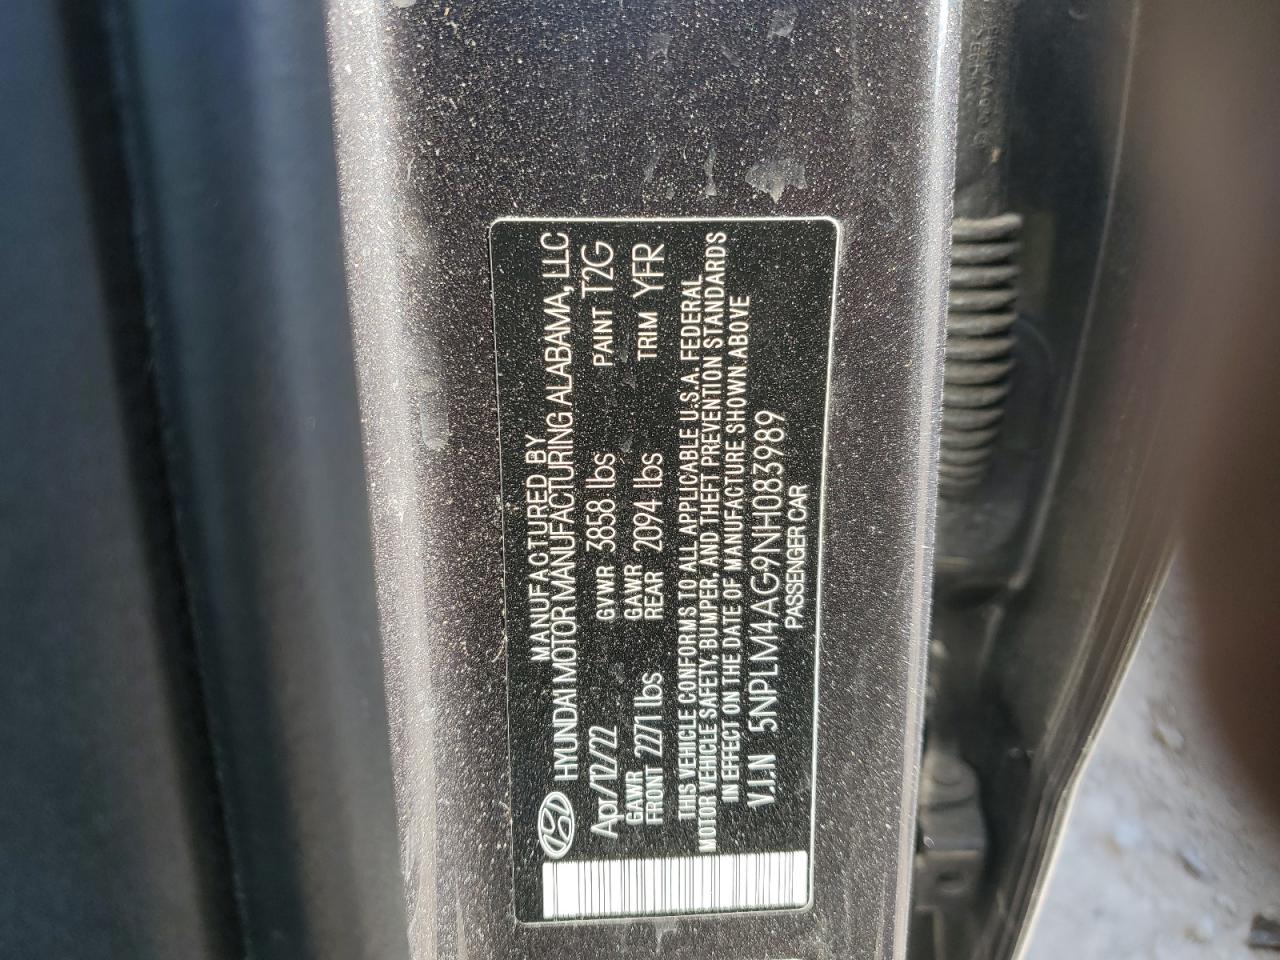 MANUFACTURED BY
HYUNDAI MOTOR MANUFACTURING ALABAMA, LLC
Apr/12/22 GVWR 3858 lbs PAINT T2G
GAWR FRONT 2271 lbs GAWR REAR 2094 lbs TRIM YFR
THIS VEHICLE CONFORMS TO ALL APPLICABLE U.S.A. FEDERAL
MOTOR VEHICLE SAFETY, BUMPER, AND THEFT PREVENTION STANDARDS
IN EFFECT ON THE DATE OF MANUFACTURE SHOWN ABOVE
V.I.N 5NPLM4AG9NH083989
PASSENGER CAR